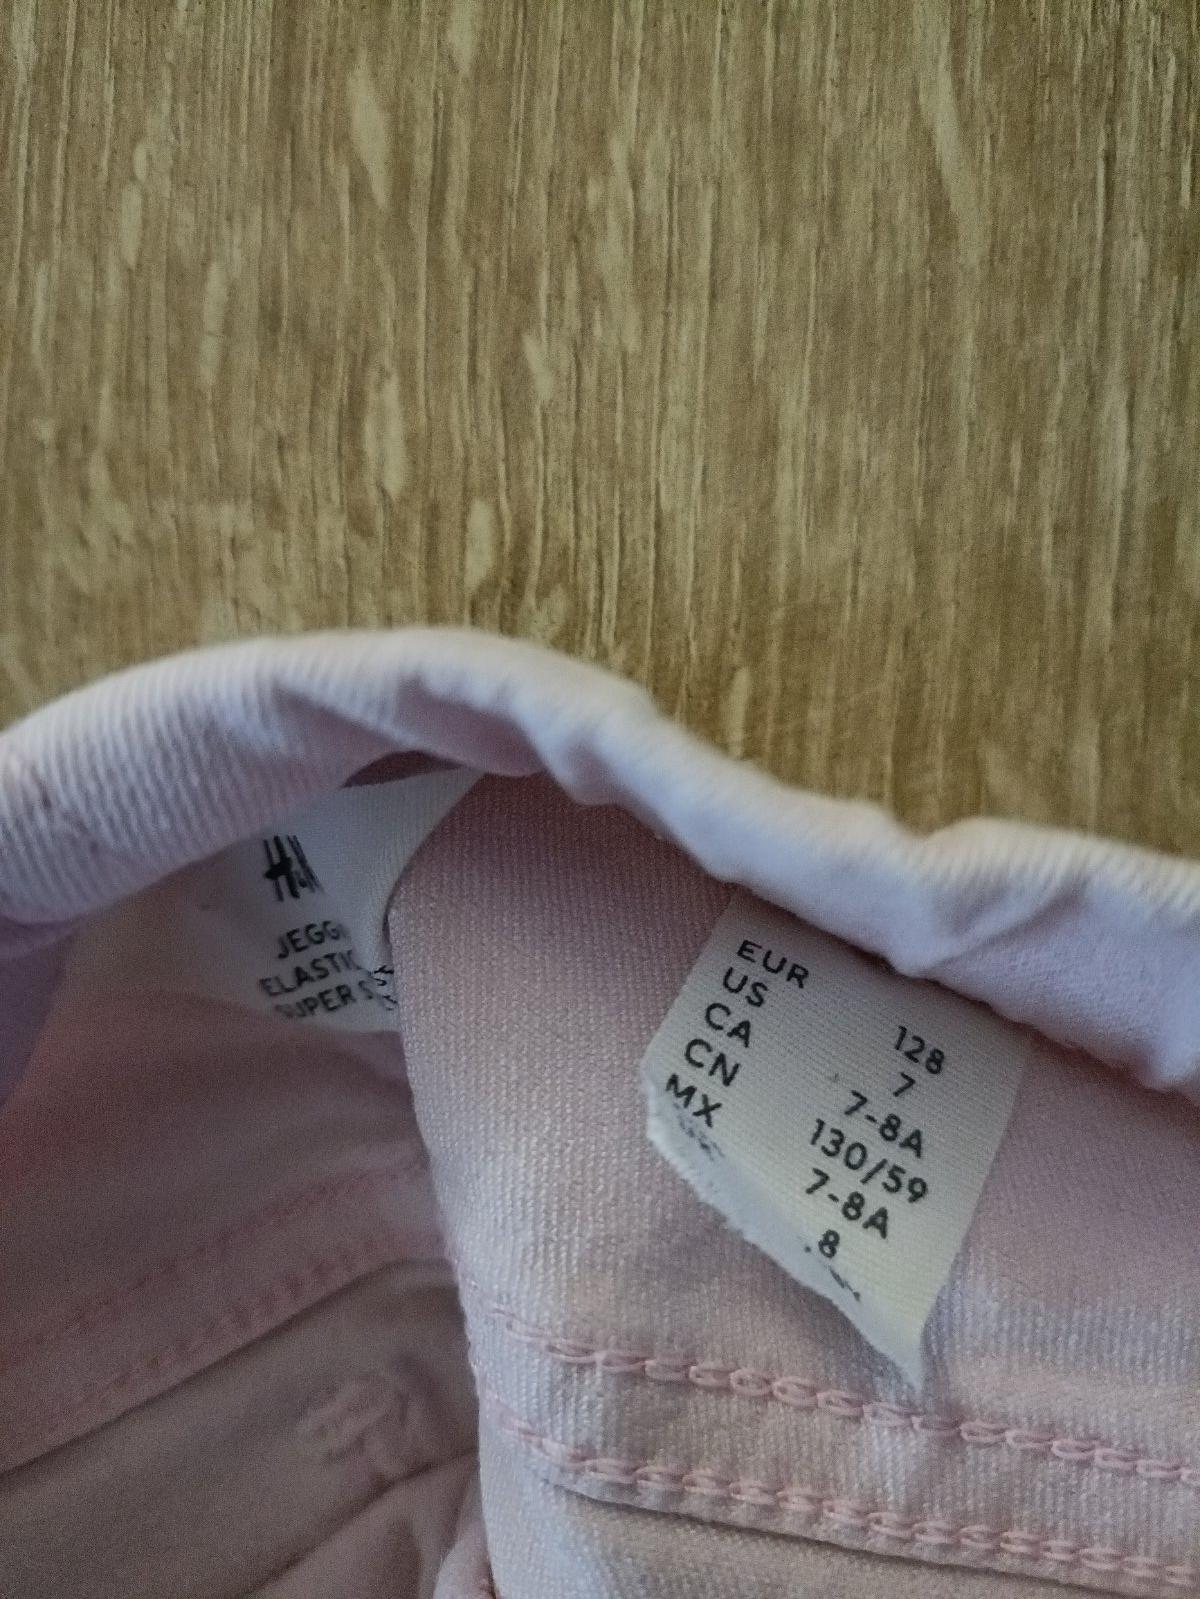 H&M
JEGG
ELASTIC
SUPER S
EUR 128
US 7
CA 7-8A
CN 130/59
MX 7-8A
8